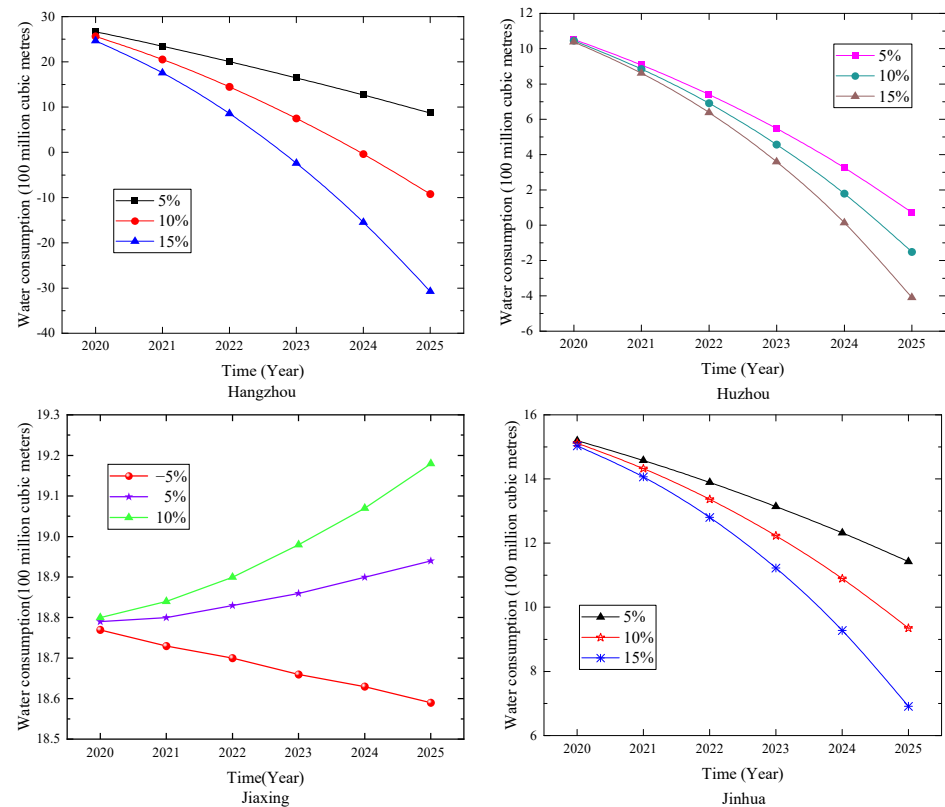 Water consumption (100 million cubic metres)
30
20
10
0
-10
-20
-30
-40
5%
10%
15%
2020 2021 2022 2023 2024 2025
Time (Year)
Hangzhou
Water consumption (100 million cubic metres)
12
10
8
6
4
2
0
-2
-4
-6
5%
10%
15%
2020 2021 2022 2023 2024 2025
Time (Year)
Huzhou
Water consumption(100 million cubic meters)
19.3
19.2
19.1
19.0
18.9
18.8
18.7
18.6
18.5
−5%
5%
10%
2020 2021 2022 2023 2024 2025
Time(Year)
Jiaxing
Water consumption (100 million cubic metres)
16
14
12
10
8
6
5%
10%
15%
2020 2021 2022 2023 2024 2025
Time (Year)
Jinhua